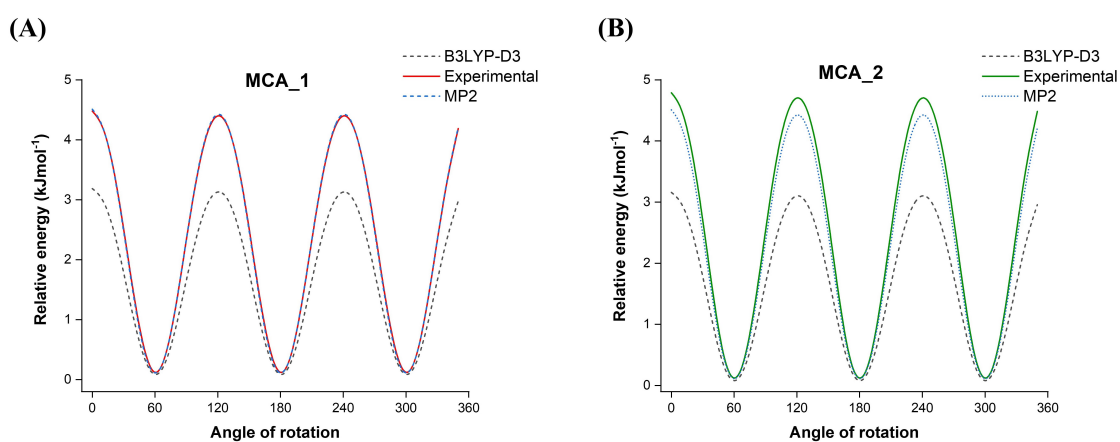 (A)
MCA_1
B3LYP-D3
Experimental
MP2
Relative energy (kJmol-1)
5
4
3
2
1
0
0 60 120 180 240 300 360
Angle of rotation
(B)
MCA_2
B3LYP-D3
Experimental
MP2
Relative energy (kJmol-1)
5
4
3
2
1
0
0 60 120 180 240 300 360
Angle of rotation